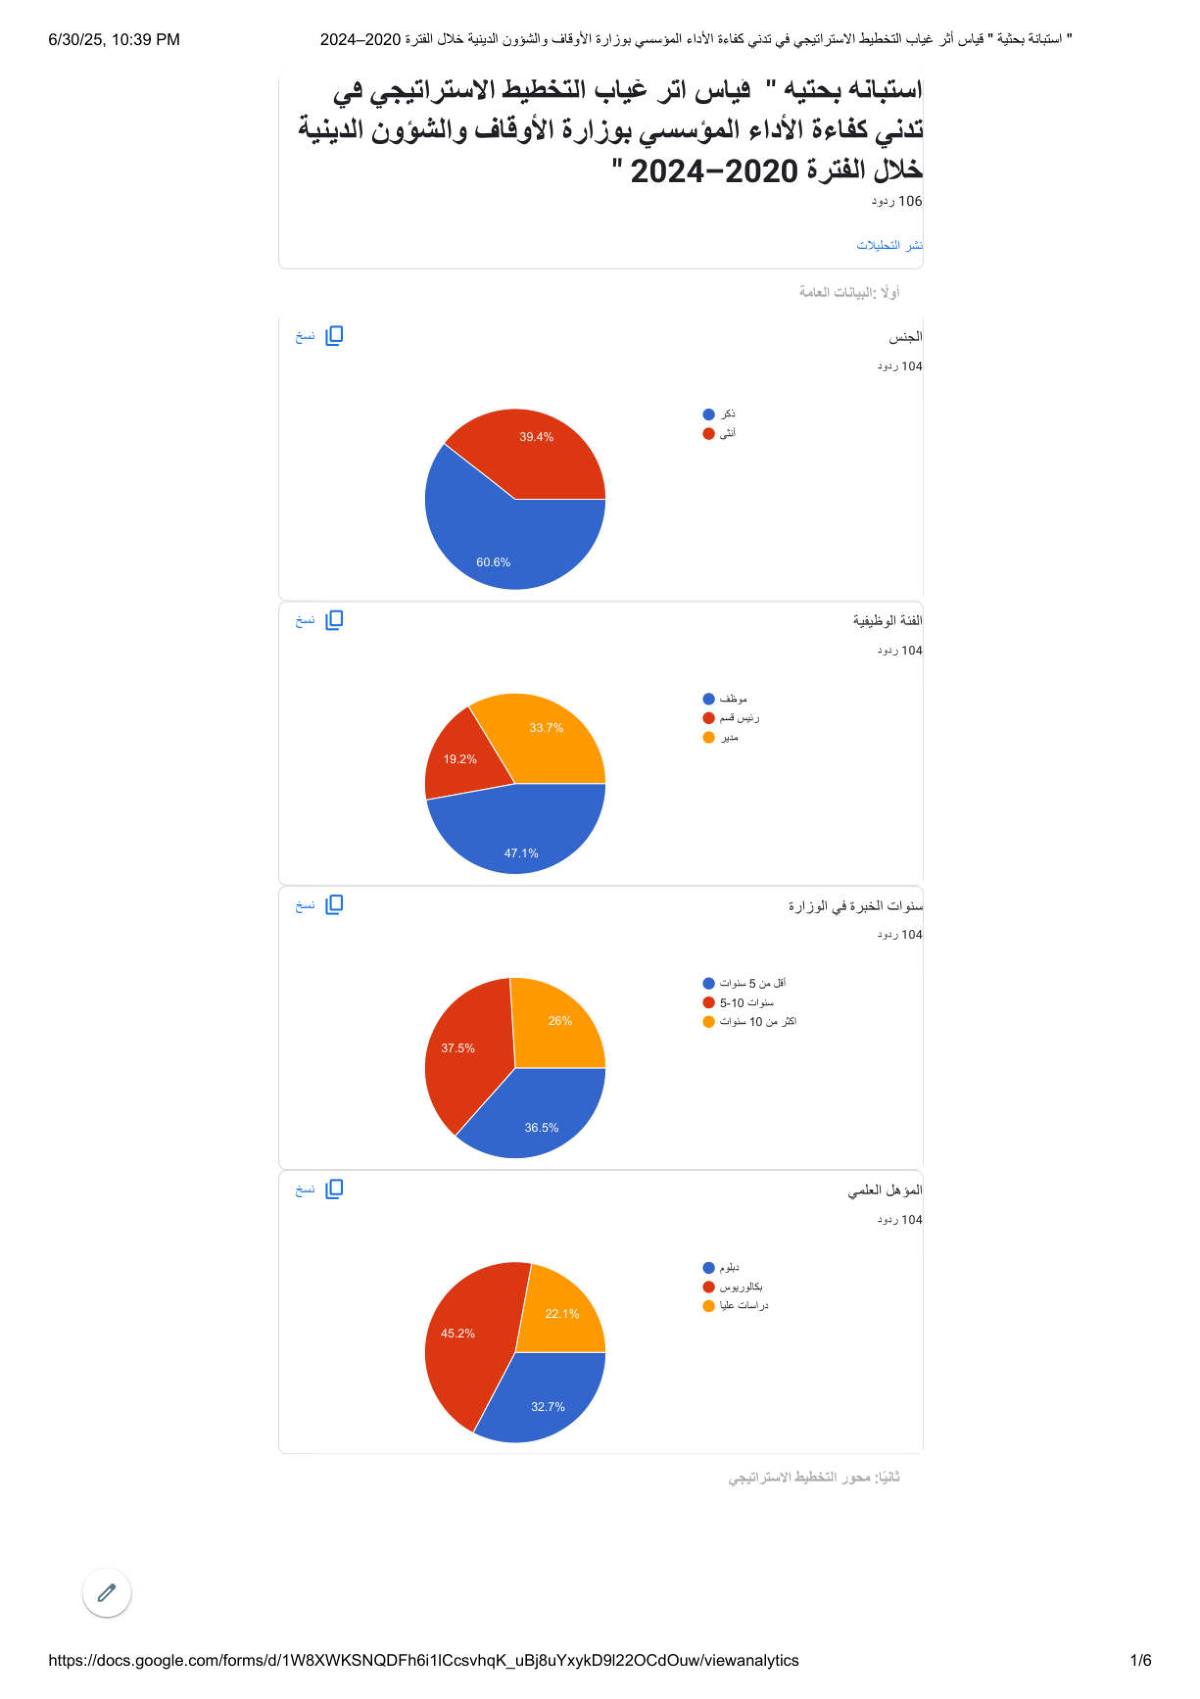 6/30/25, 10:39 PM
" استبانة بحثية " قياس أثر غياب التخطيط الاستراتيجي في تدني كفاءة الأداء المؤسسي بوزارة الأوقاف والشؤون الدينية خلال الفترة 2020–2024
استبانة بحثية " قياس أثر غياب التخطيط الاستراتيجي في
تدني كفاءة الأداء المؤسسي بوزارة الأوقاف والشؤون الدينية
خلال الفترة 2020–2024 "
106 ردود
نشر التحليلات
أولًا :البيانات العامة
الجنس
نسخ
104 ردود
ذكر
أنثى
39.4%
60.6%
الفئة الوظيفية
نسخ
104 ردود
موظف
رئيس قسم
مدير
33.7%
19.2%
47.1%
سنوات الخبرة في الوزارة
نسخ
104 ردود
أقل من 5 سنوات
5-10 سنوات
اكثر من 10 سنوات
26%
37.5%
36.5%
المؤهل العلمي
نسخ
104 ردود
دبلوم
بكالوريوس
دراسات عليا
22.1%
45.2%
32.7%
ثانيًا: محور التخطيط الاستراتيجي
https://docs.google.com/forms/d/1W8XWKSNQDFh6i1lCcsvhqK_uBj8uYxykD9l22OCdOuw/viewanalytics
1/6